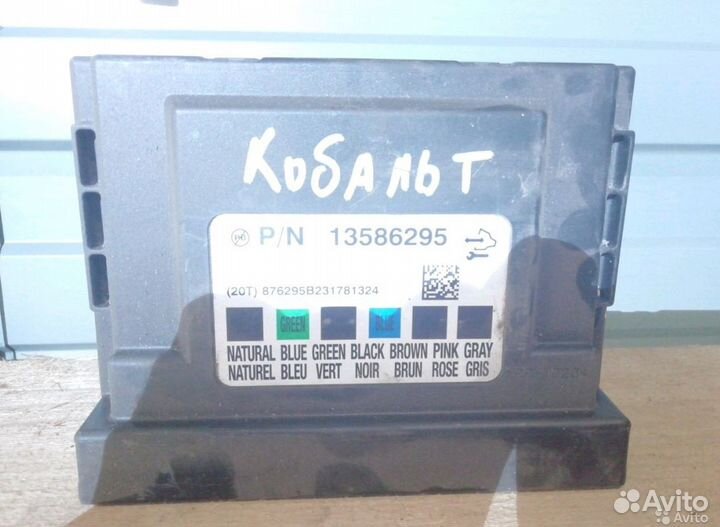 Кобальт
P/N 13586295
(20T) 876295B231781324
GREEN BLUE
NATURAL BLUE GREEN BLACK BROWN PINK GRAY
NATUREL BLEU VERT NOIR BRUN ROSE GRIS
Avito
Avito